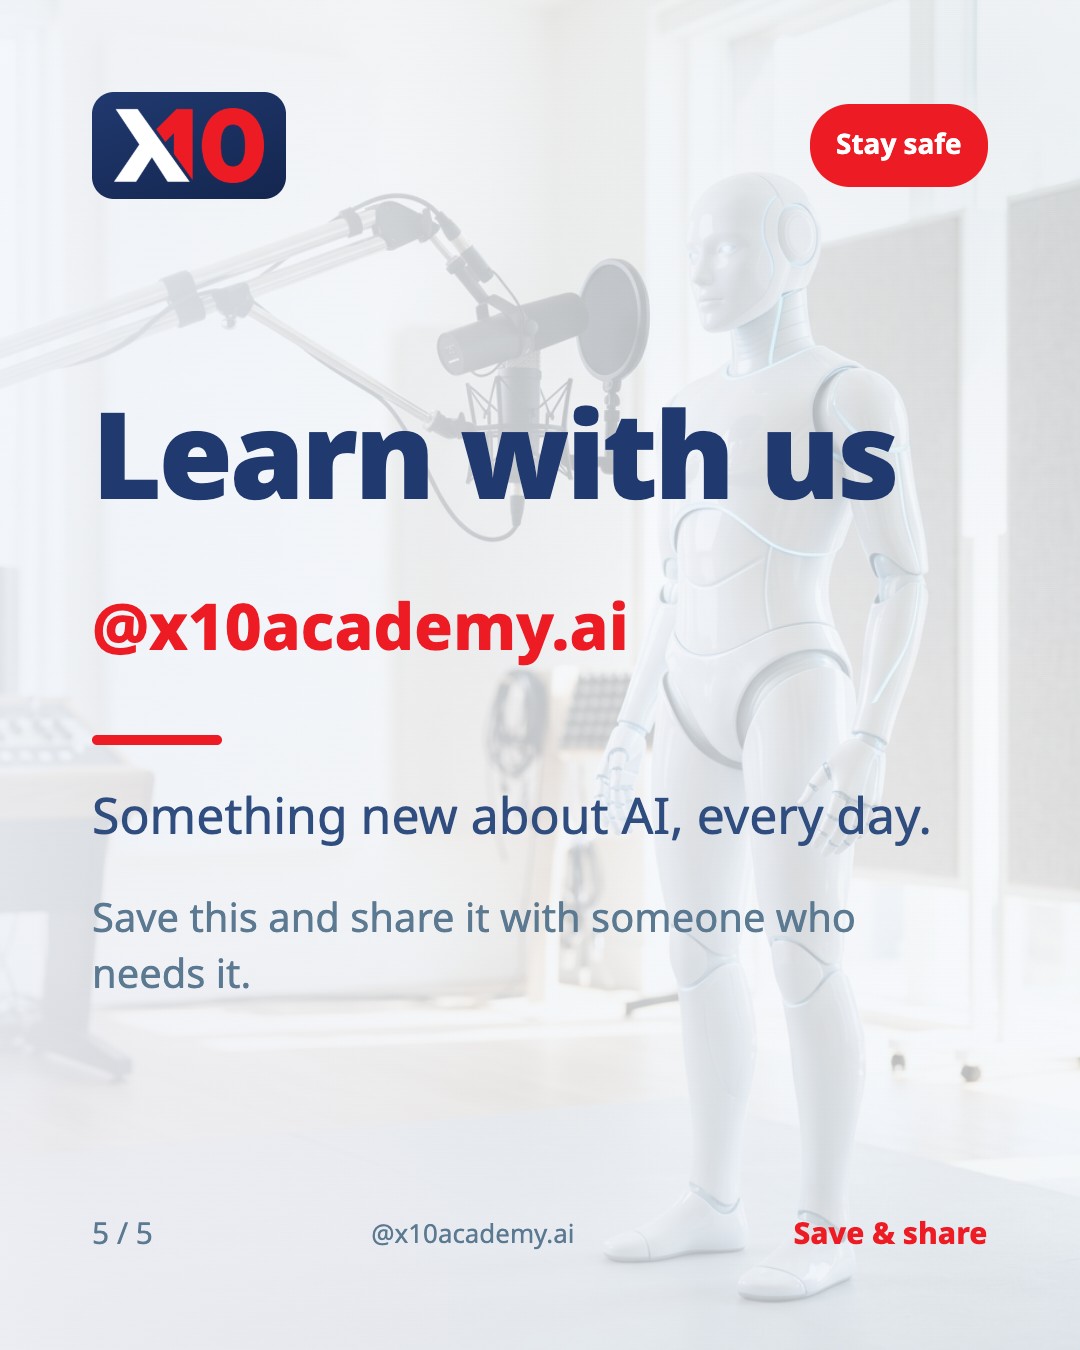 X10
Stay safe
Learn with us
@x10academy.ai
Something new about AI, every day.
Save this and share it with someone who
needs it.
5 / 5
@x10academy.ai
Save & share